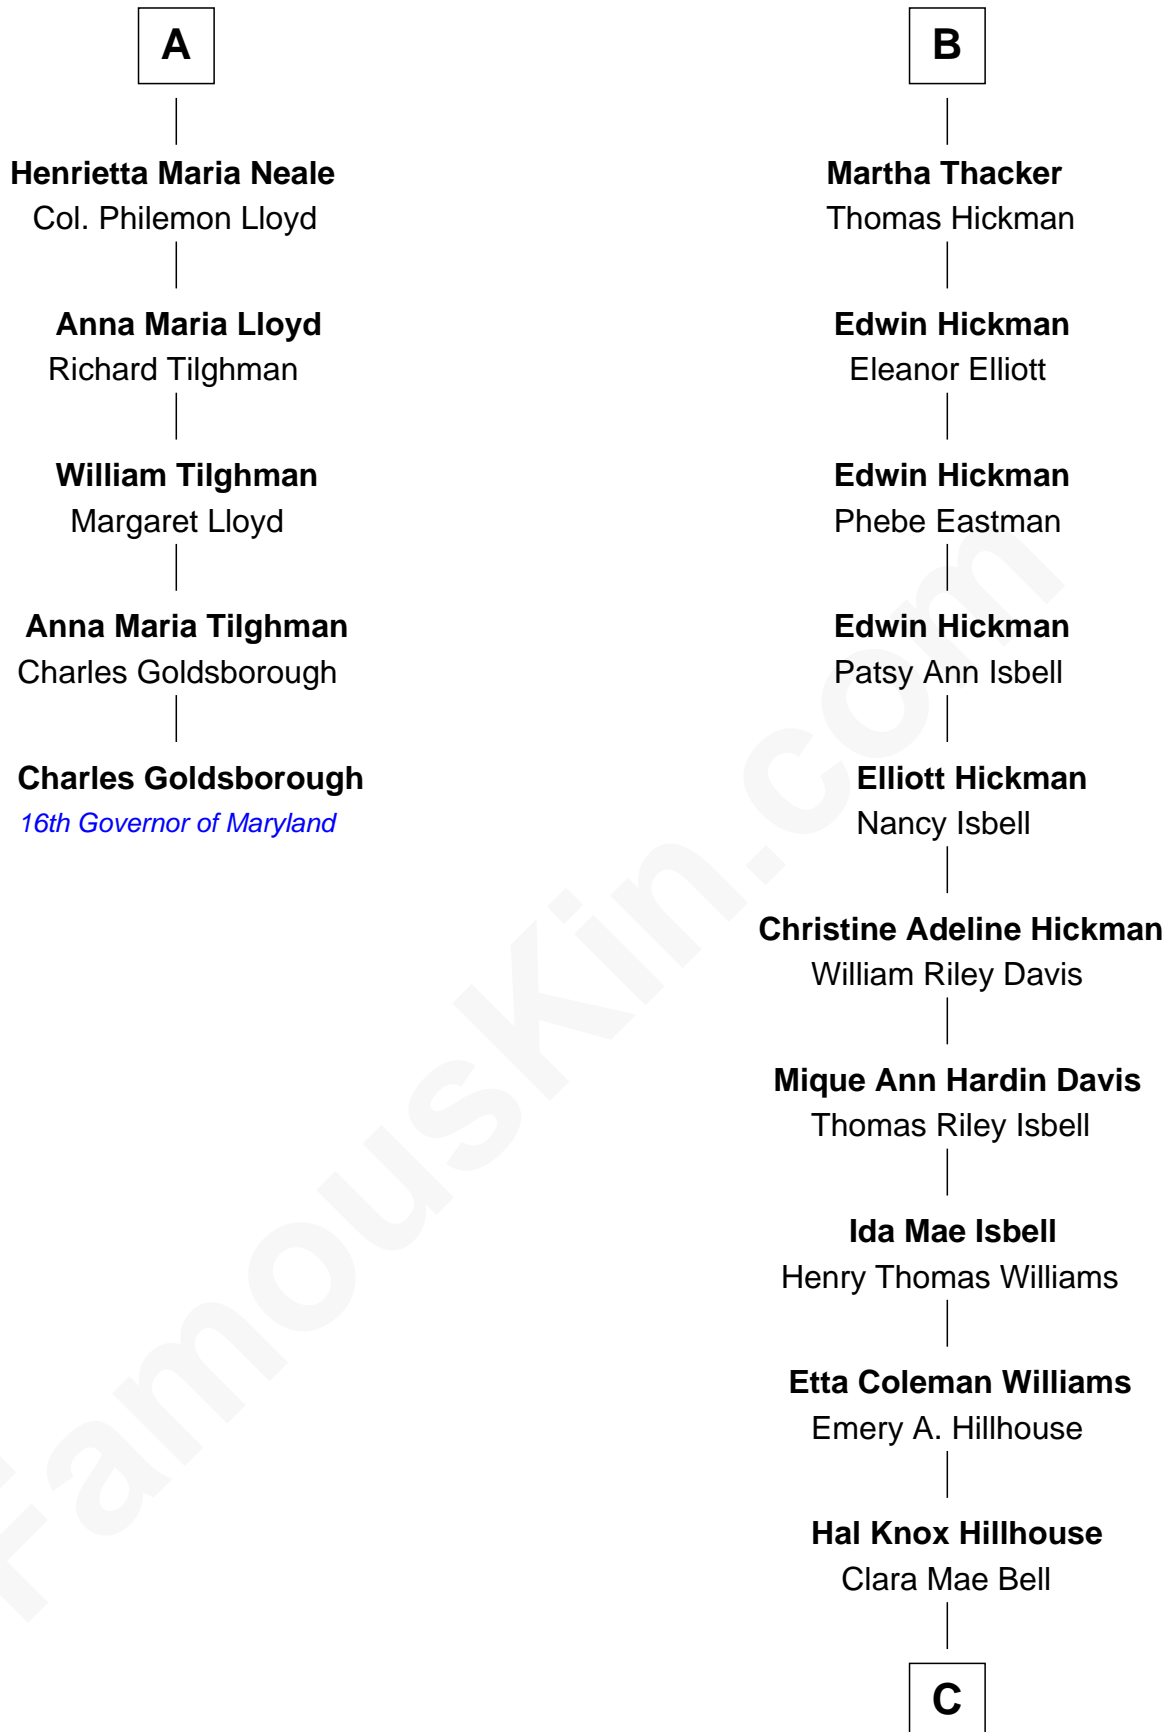 A
Henrietta Maria Neale
Col. Philemon Lloyd
Anna Maria Lloyd
Richard Tilghman
William Tilghman
Margaret Lloyd
Anna Maria Tilghman
Charles Goldsborough
Charles Goldsborough
16th Governor of Maryland
B
Martha Thacker
Thomas Hickman
Edwin Hickman
Eleanor Elliott
Edwin Hickman
Phebe Eastman
Edwin Hickman
Patsy Ann Isbell
Elliott Hickman
Nancy Isbell
Christine Adeline Hickman
William Riley Davis
Mique Ann Hardin Davis
Thomas Riley Isbell
Ida Mae Isbell
Henry Thomas Williams
Etta Coleman Williams
Emery A. Hillhouse
Hal Knox Hillhouse
Clara Mae Bell
C
FamousKin.com